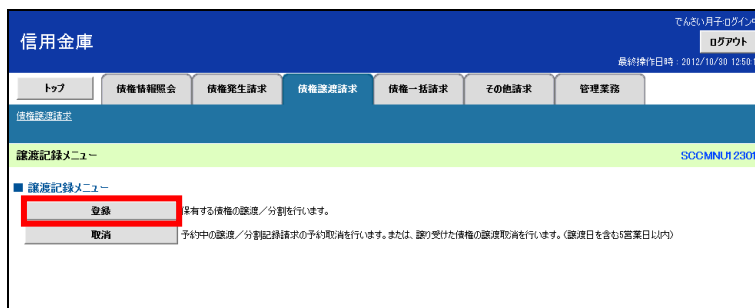 でんさい月子:ログイン中
信用金庫
ログアウト
最終操作日時：2012/10/30 12:50:
トップ 債権情報照会 債権発生請求 債権譲渡請求 債権一括請求 その他請求 管理業務
債権譲渡請求
譲渡記録メニュー SCCMNU12301
■ 譲渡記録メニュー
登録 保有する債権の譲渡／分割を行います。
取消 予約中の譲渡／分割記録請求の予約取消を行います。または、譲り受けた債権の譲渡取消を行います。（譲渡日を含む5営業日以内）